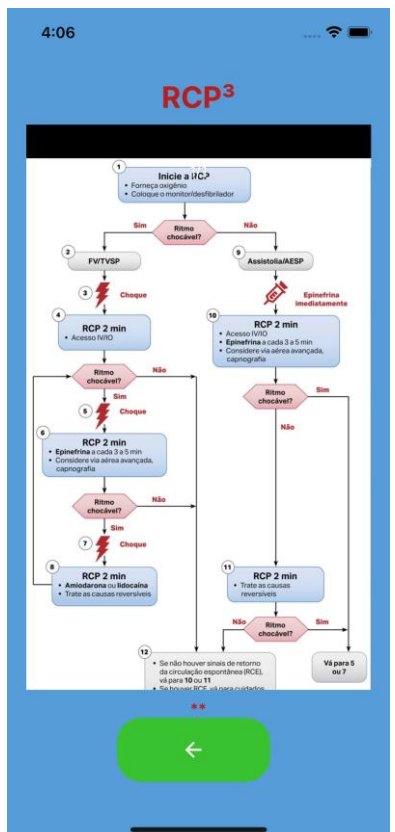 4:06
RCP³
1
Inicie a RCP
• Forneça oxigênio
• Coloque o monitor/desfibrilador
Sim
Ritmo
chocável?
Não
2
FV/TVSP
9
Assistolia/AESP
3
Choque
Epinefrina
imediatamente
4
RCP 2 min
• Acesso IV/IO
10
RCP 2 min
• Acesso IV/IO
• Epinefrina a cada 3 a 5 min
• Considere via aérea avançada,
capnografia
Ritmo
chocável?
Não
Sim
Ritmo
chocável?
Sim
Não
5
Choque
6
RCP 2 min
• Epinefrina a cada 3 a 5 min
• Considere via aérea avançada,
capnografia
Ritmo
chocável?
Não
Sim
7
Choque
8
RCP 2 min
• Amiodarona ou lidocaína
• Trate as causas reversíveis
11
RCP 2 min
• Trate as causas
reversíveis
Não
Ritmo
chocável?
Sim
12
• Se não houver sinais de retorno
da circulação espontânea (RCE),
vá para 10 ou 11
• Se houver RCE, vá para cuidados
Vá para 5
ou 7
**